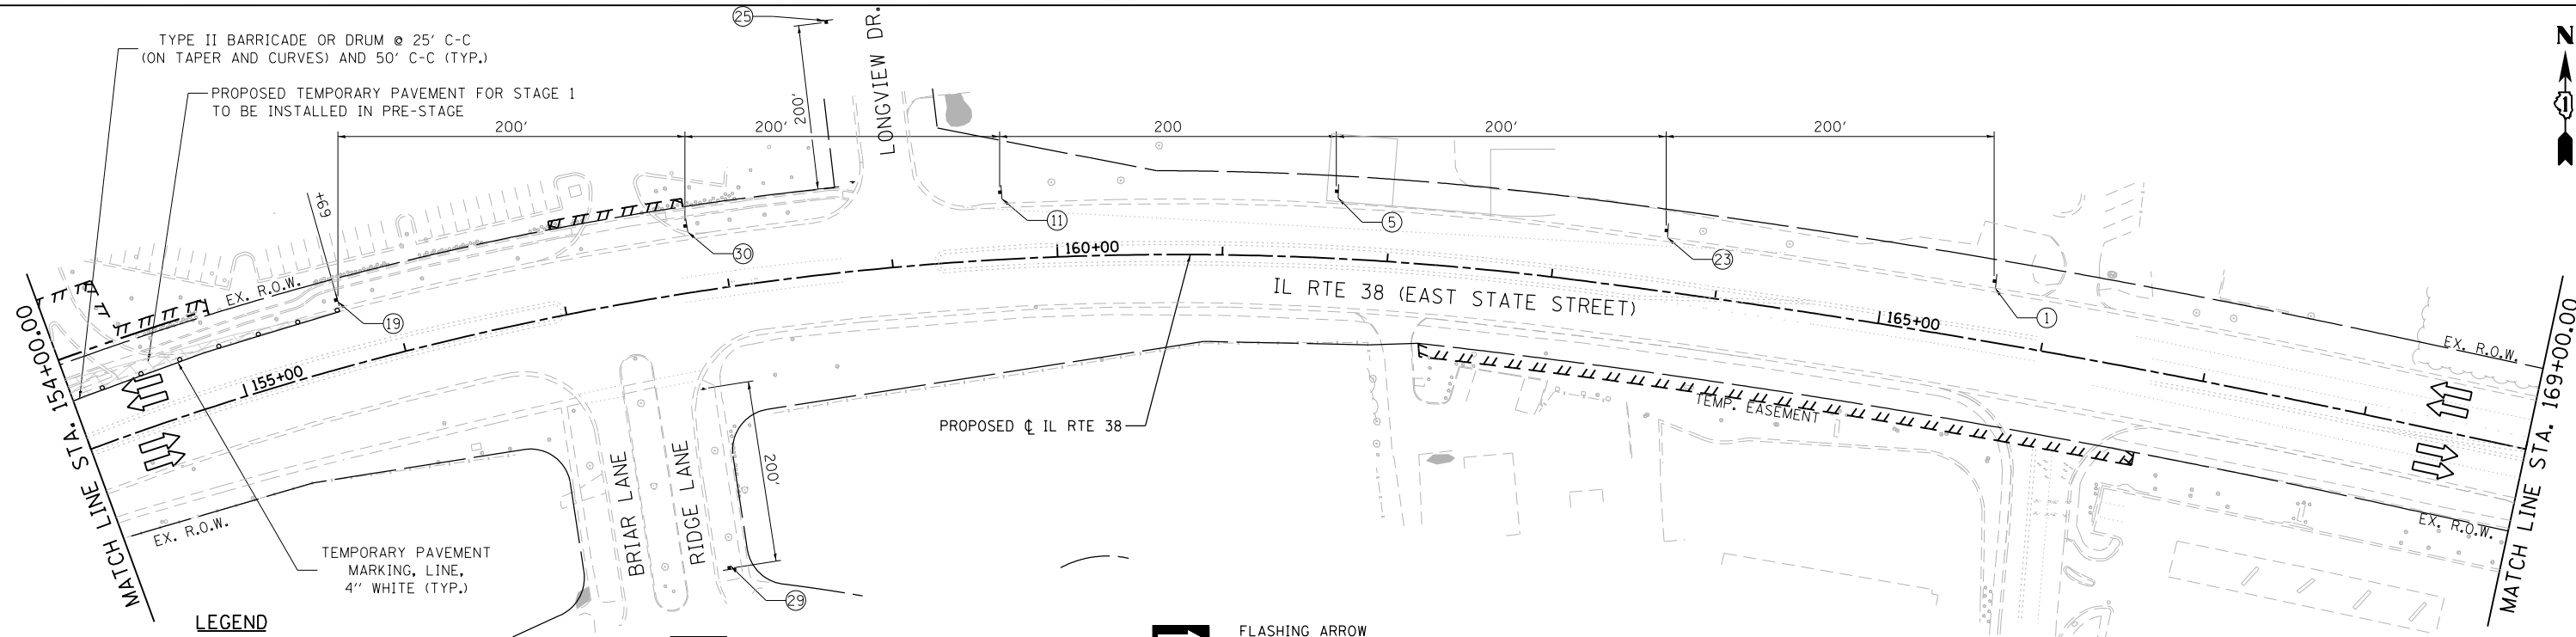 25
LONGVIEW DR.
N
1
TYPE II BARRICADE OR DRUM @ 25' C-C
(ON TAPER AND CURVES) AND 50' C-C (TYP.)
PROPOSED TEMPORARY PAVEMENT FOR STAGE 1
TO BE INSTALLED IN PRE-STAGE
200'
200'
200'
200
200'
200'
+69
11
5
30
23
160+00
EX. R.O.W.
19
IL RTE 38 (EAST STATE STREET)
1
165+00
155+00
EX. R.O.W.
MATCH LINE STA. 154+00.00
MATCH LINE STA. 169+00.00
TEMP. EASEMENT
PROPOSED ℄ IL RTE 38
200'
BRIAR LANE
RIDGE LANE
EX. R.O.W.
EX. R.O.W.
TEMPORARY PAVEMENT
MARKING, LINE,
4'' WHITE (TYP.)
29
LEGEND
FLASHING ARROW